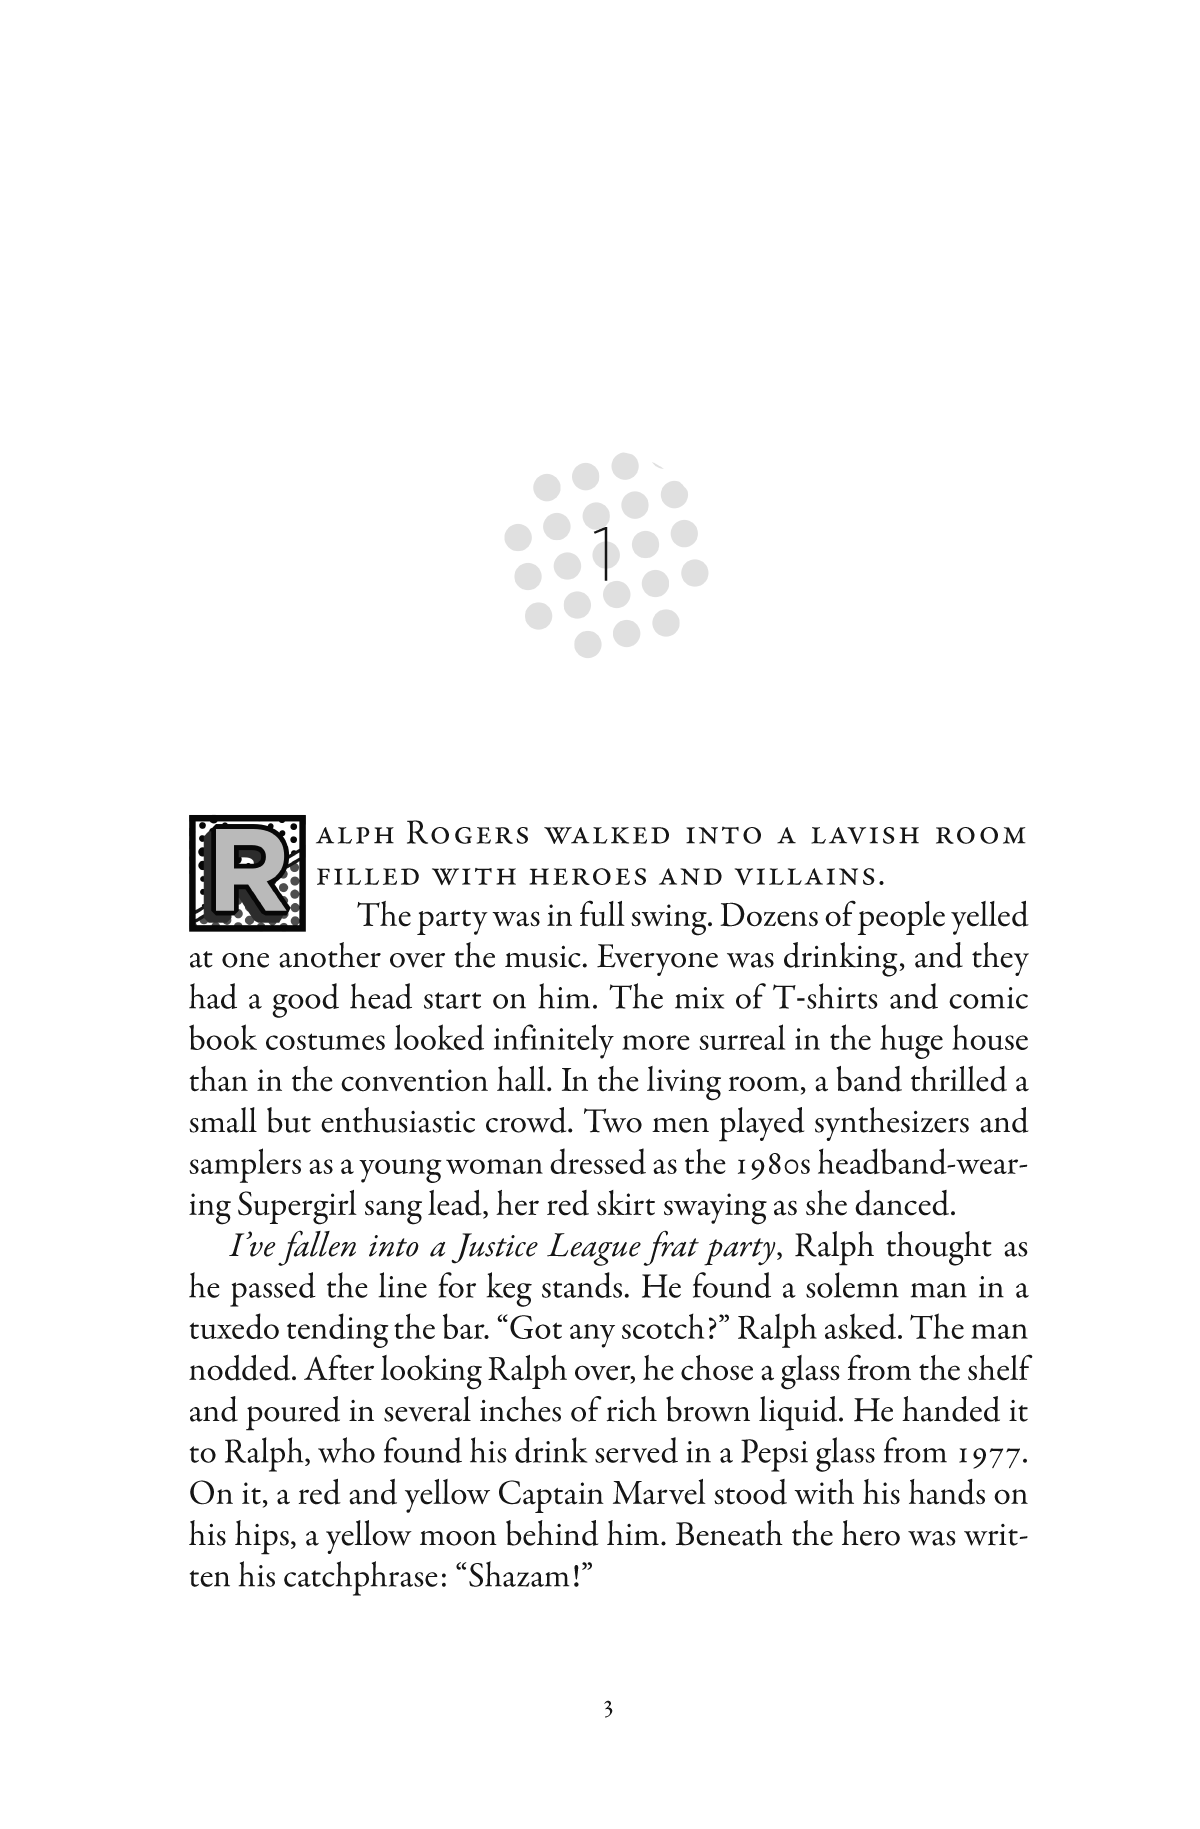 1
RALPH ROGERS WALKED INTO A LAVISH ROOM
FILLED WITH HEROES AND VILLAINS.
The party was in full swing. Dozens of people yelled
at one another over the music. Everyone was drinking, and they
had a good head start on him. The mix of T-shirts and comic
book costumes looked infinitely more surreal in the huge house
than in the convention hall. In the living room, a band thrilled a
small but enthusiastic crowd. Two men played synthesizers and
samplers as a young woman dressed as the 1980s headband-wear-
ing Supergirl sang lead, her red skirt swaying as she danced.
I’ve fallen into a Justice League frat party, Ralph thought as
he passed the line for keg stands. He found a solemn man in a
tuxedo tending the bar. “Got any scotch?” Ralph asked. The man
nodded. After looking Ralph over, he chose a glass from the shelf
and poured in several inches of rich brown liquid. He handed it
to Ralph, who found his drink served in a Pepsi glass from 1977.
On it, a red and yellow Captain Marvel stood with his hands on
his hips, a yellow moon behind him. Beneath the hero was writ-
ten his catchphrase: “Shazam!”
3